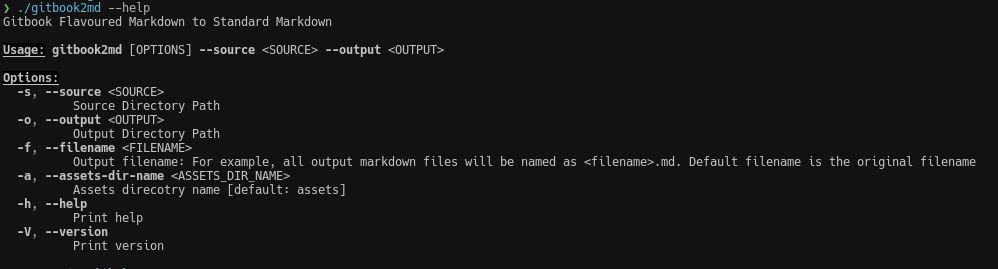 ❯ ./gitbook2md --help
Gitbook Flavoured Markdown to Standard Markdown
Usage: gitbook2md [OPTIONS] --source <SOURCE> --output <OUTPUT>
Options:
-s, --source <SOURCE>
Source Directory Path
-o, --output <OUTPUT>
Output Directory Path
-f, --filename <FILENAME>
Output filename: For example, all output markdown files will be named as <filename>.md. Default filename is the original filename
-a, --assets-dir-name <ASSETS_DIR_NAME>
Assets direcotry name [default: assets]
-h, --help
Print help
-V, --version
Print version